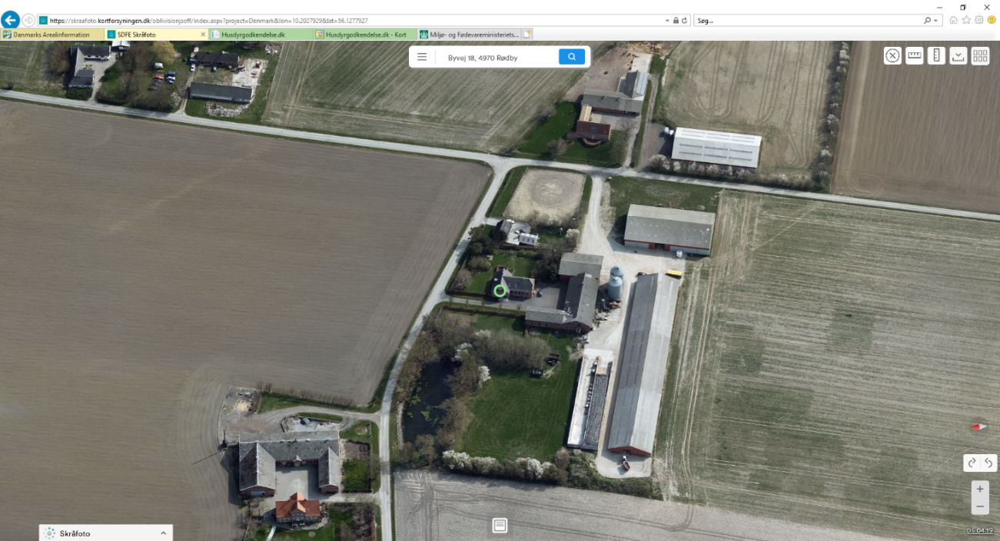 https://skraafoto.kortforsyningen.dk/oblivisionjsoff/index.aspx?project=Denmark&lon=10.2027929&lat=56.1277927
Søg...
Danmarks Arealinformation
SDFE Skråfoto
Husdyrgodkendelse.dk
Husdyrgodkendelse.dk - Kort
Miljø- og Fødevareministeriets...
Byvej 18, 4970 Rødby
Skråfoto
05.04.19